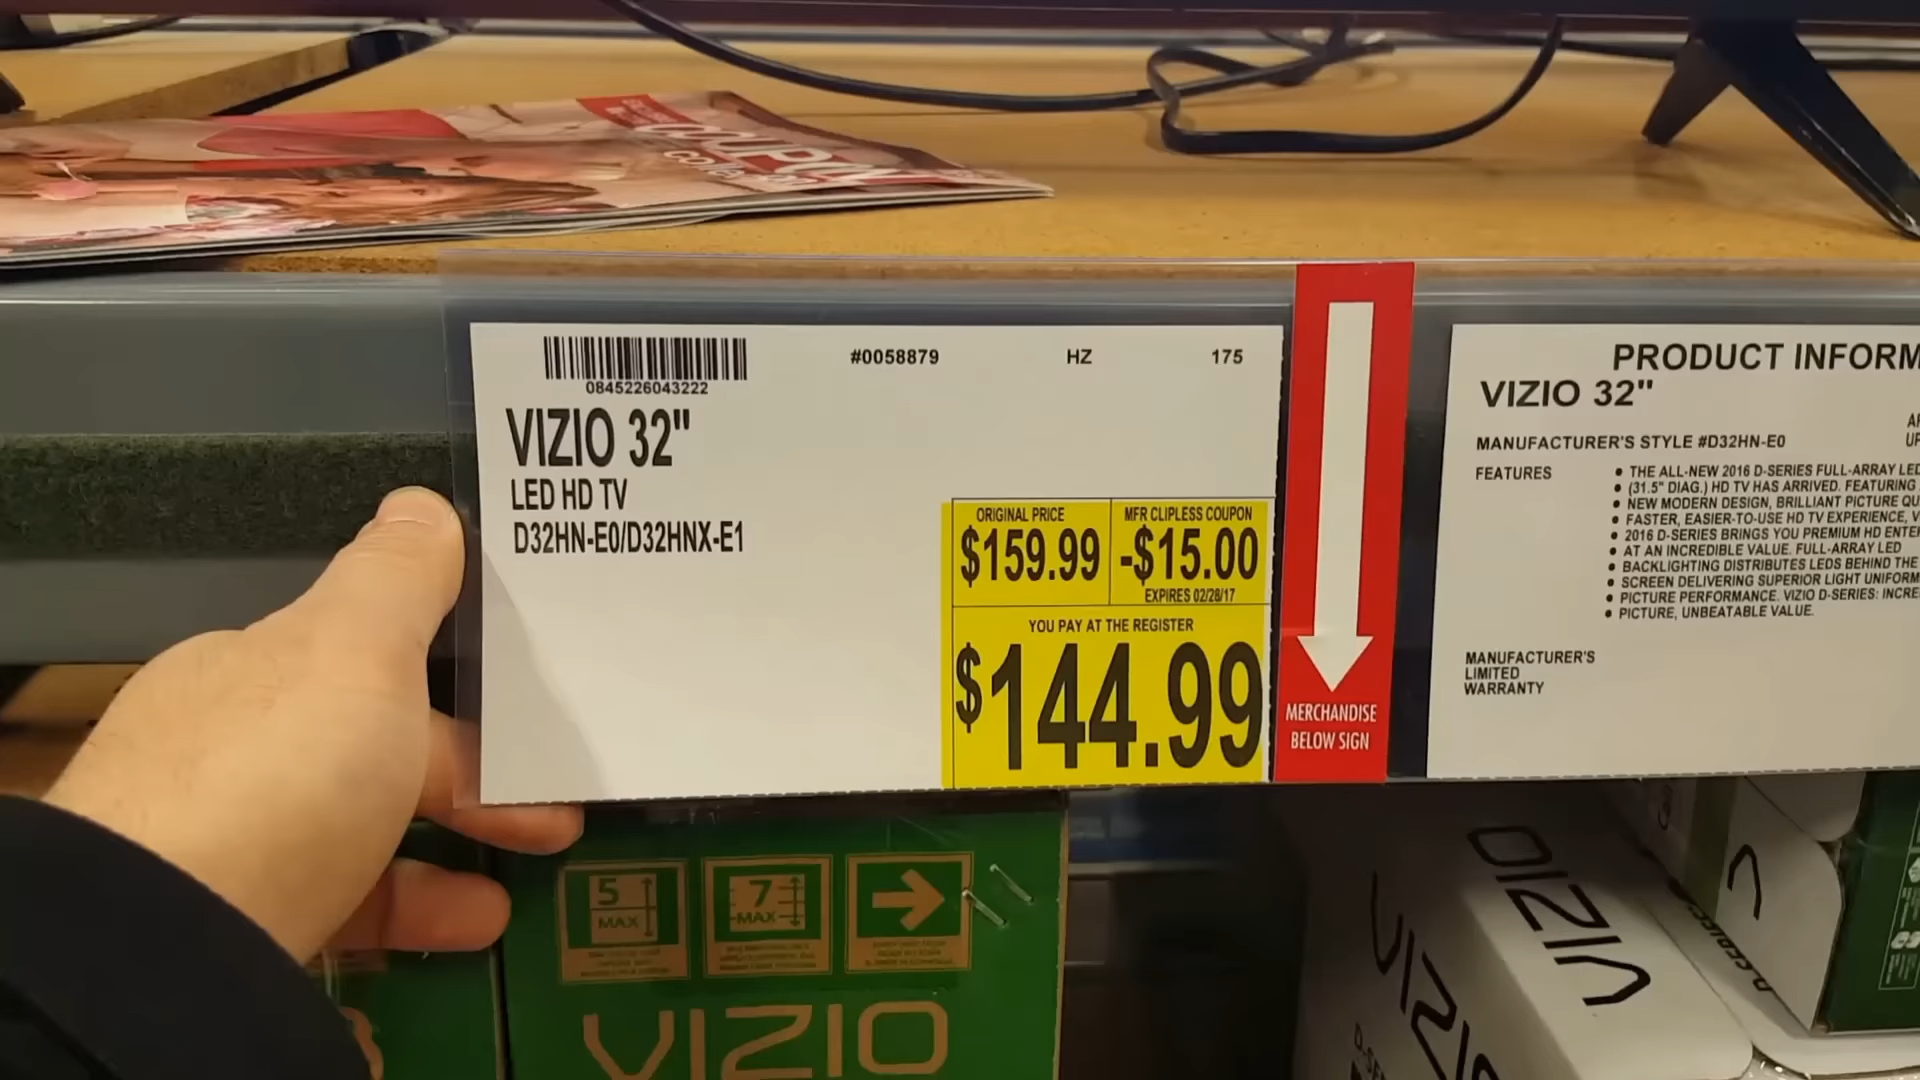 COUPON
0845226043222
#0058879 HZ 175
VIZIO 32"
LED HD TV
D32HN-E0/D32HNX-E1
ORIGINAL PRICE
$159.99
MFR CLIPLESS COUPON
-$15.00
EXPIRES 02/28/17
YOU PAY AT THE REGISTER
$144.99
MERCHANDISE
BELOW SIGN
PRODUCT INFORM
VIZIO 32"
MANUFACTURER'S STYLE #D32HN-E0
FEATURES
• THE ALL-NEW 2016 D-SERIES FULL-ARRAY LED
• (31.5" DIAG.) HD TV HAS ARRIVED. FEATURING
• NEW MODERN DESIGN, BRILLIANT PICTURE QU
• FASTER, EASIER-TO-USE HD TV EXPERIENCE, V
• 2016 D-SERIES BRINGS YOU PREMIUM HD ENTE
• AT AN INCREDIBLE VALUE. FULL-ARRAY LED
• BACKLIGHTING DISTRIBUTES LEDS BEHIND THE
• SCREEN DELIVERING SUPERIOR LIGHT UNIFORM
• PICTURE PERFORMANCE. VIZIO D-SERIES: INCRE
• PICTURE, UNBEATABLE VALUE.
MANUFACTURER'S
LIMITED
WARRANTY
5
MAX
7
MAX
VIZIO
VIZIO
VIZIO